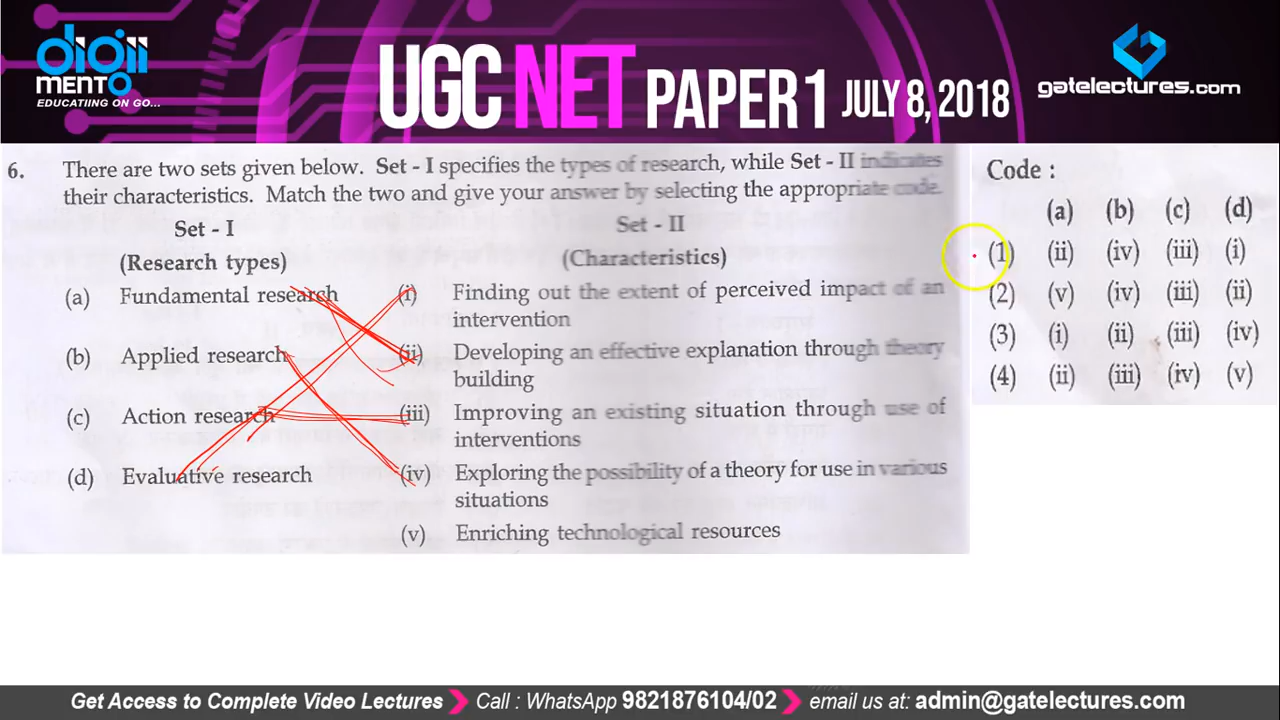 digii
MENTO
EDUCATIING ON GO...
UGC NET PAPER 1 JULY 8, 2018
gatelectures.com
6. There are two sets given below. Set - I specifies the types of research, while Set - II indicates
their characteristics. Match the two and give your answer by selecting the appropriate code.
Set - I Set - II
(Research types) (Characteristics)
(a) Fundamental research (i) Finding out the extent of perceived impact of an
intervention
(b) Applied research (ii) Developing an effective explanation through theory
building
(c) Action research (iii) Improving an existing situation through use of
interventions
(d) Evaluative research (iv) Exploring the possibility of a theory for use in various
situations
(v) Enriching technological resources
Code :
(a) (b) (c) (d)
(1) (ii) (iv) (iii) (i)
(2) (v) (iv) (iii) (ii)
(3) (i) (ii) (iii) (iv)
(4) (ii) (iii) (iv) (v)
Get Access to Complete Video Lectures Call : WhatsApp 9821876104/02 email us at: admin@gatelectures.com